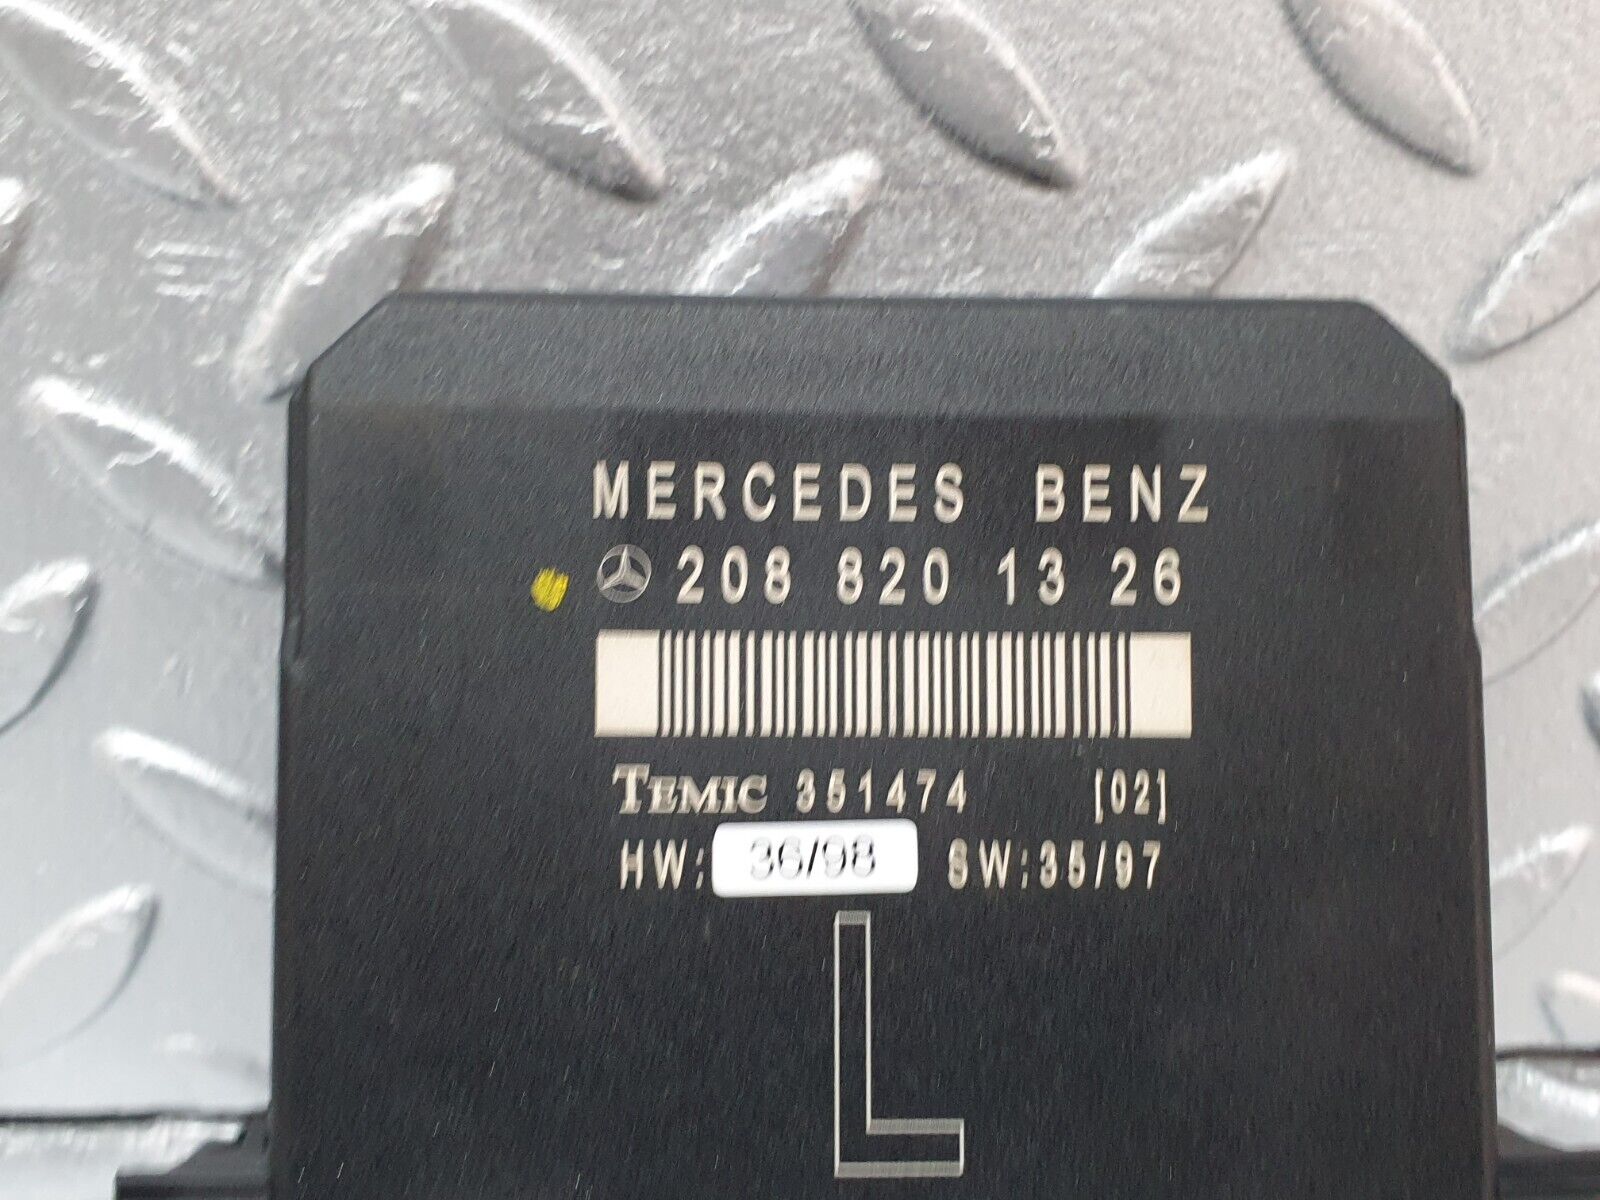 MERCEDES BENZ
208 820 13 26
TEMIC 351474 [02]
HW: 36/98 SW:35/97
L